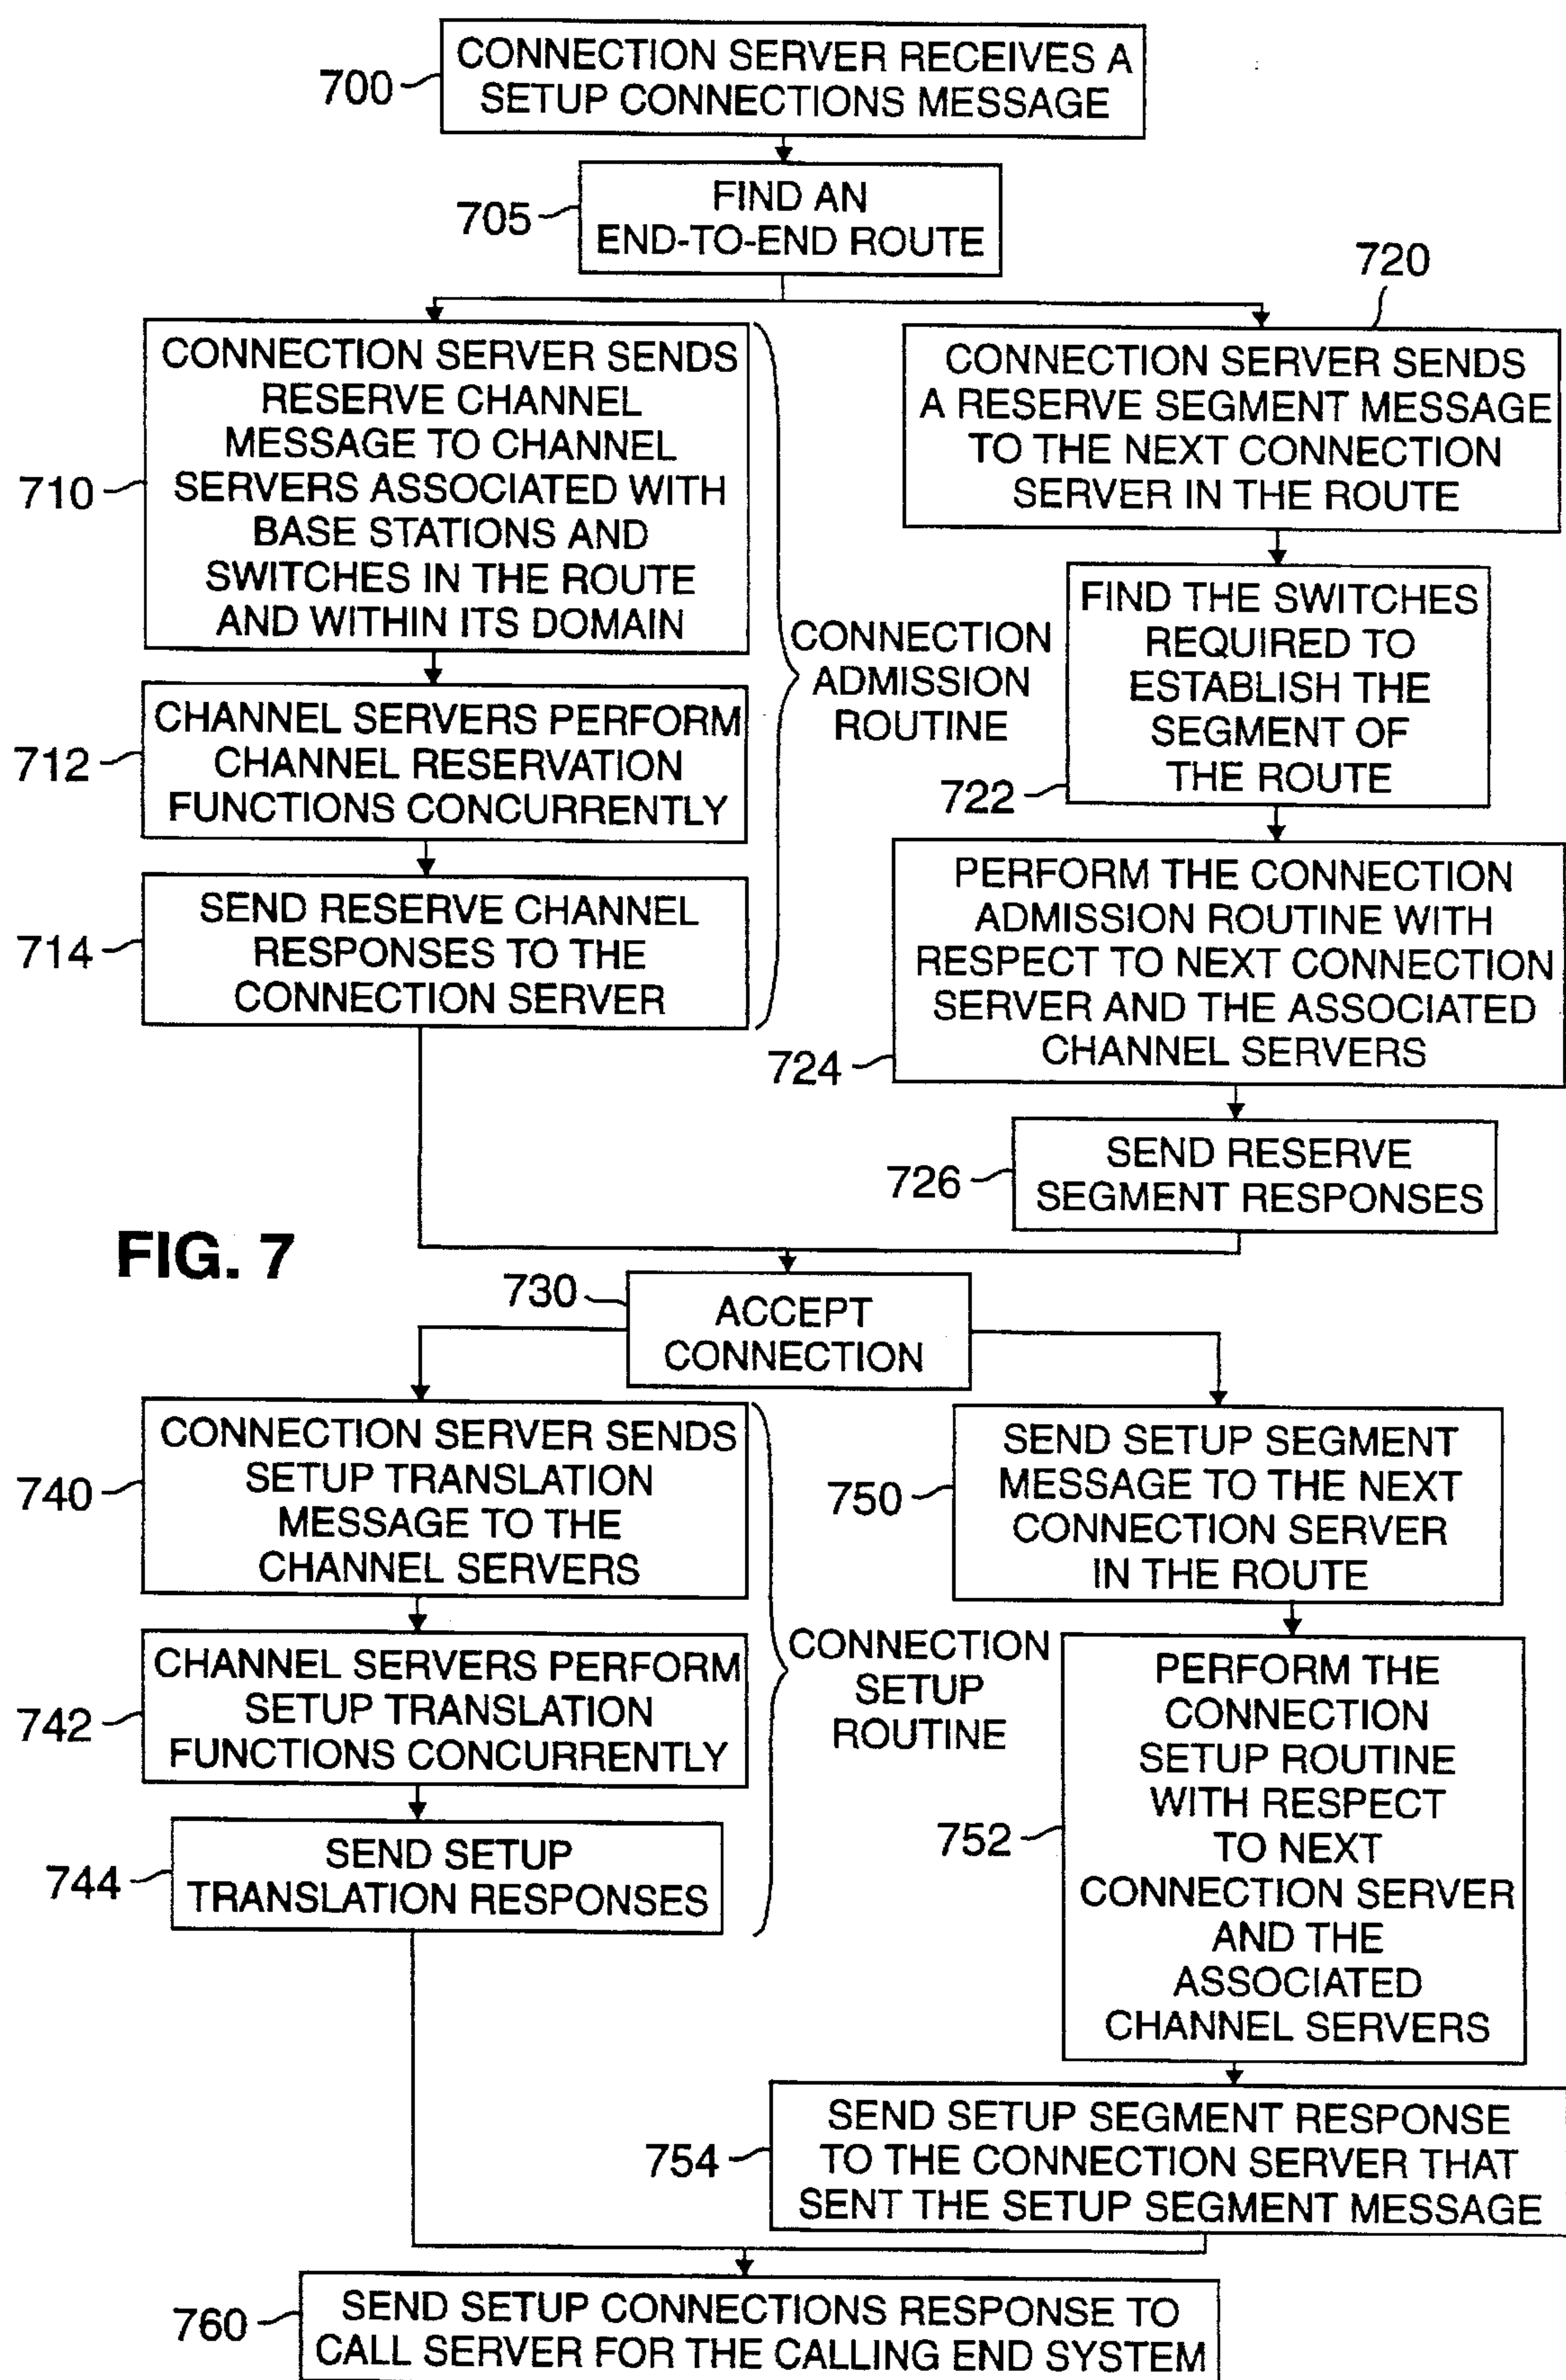 700
CONNECTION SERVER RECEIVES A
SETUP CONNECTIONS MESSAGE
705
FIND AN
END-TO-END ROUTE
710
CONNECTION SERVER SENDS
RESERVE CHANNEL
MESSAGE TO CHANNEL
SERVERS ASSOCIATED WITH
BASE STATIONS AND
SWITCHES IN THE ROUTE
AND WITHIN ITS DOMAIN
712
CHANNEL SERVERS PERFORM
CHANNEL RESERVATION
FUNCTIONS CONCURRENTLY
714
SEND RESERVE CHANNEL
RESPONSES TO THE
CONNECTION SERVER
CONNECTION
ADMISSION
ROUTINE
720
CONNECTION SERVER SENDS
A RESERVE SEGMENT MESSAGE
TO THE NEXT CONNECTION
SERVER IN THE ROUTE
722
FIND THE SWITCHES
REQUIRED TO
ESTABLISH THE
SEGMENT OF
THE ROUTE
724
PERFORM THE CONNECTION
ADMISSION ROUTINE WITH
RESPECT TO NEXT CONNECTION
SERVER AND THE ASSOCIATED
CHANNEL SERVERS
726
SEND RESERVE
SEGMENT RESPONSES
FIG. 7
730
ACCEPT
CONNECTION
740
CONNECTION SERVER SENDS
SETUP TRANSLATION
MESSAGE TO THE
CHANNEL SERVERS
742
CHANNEL SERVERS PERFORM
SETUP TRANSLATION
FUNCTIONS CONCURRENTLY
744
SEND SETUP
TRANSLATION RESPONSES
CONNECTION
SETUP
ROUTINE
750
SEND SETUP SEGMENT
MESSAGE TO THE NEXT
CONNECTION SERVER
IN THE ROUTE
752
PERFORM THE
CONNECTION
SETUP ROUTINE
WITH RESPECT
TO NEXT
CONNECTION SERVER
AND THE
ASSOCIATED
CHANNEL SERVERS
754
SEND SETUP SEGMENT RESPONSE
TO THE CONNECTION SERVER THAT
SENT THE SETUP SEGMENT MESSAGE
760
SEND SETUP CONNECTIONS RESPONSE TO
CALL SERVER FOR THE CALLING END SYSTEM